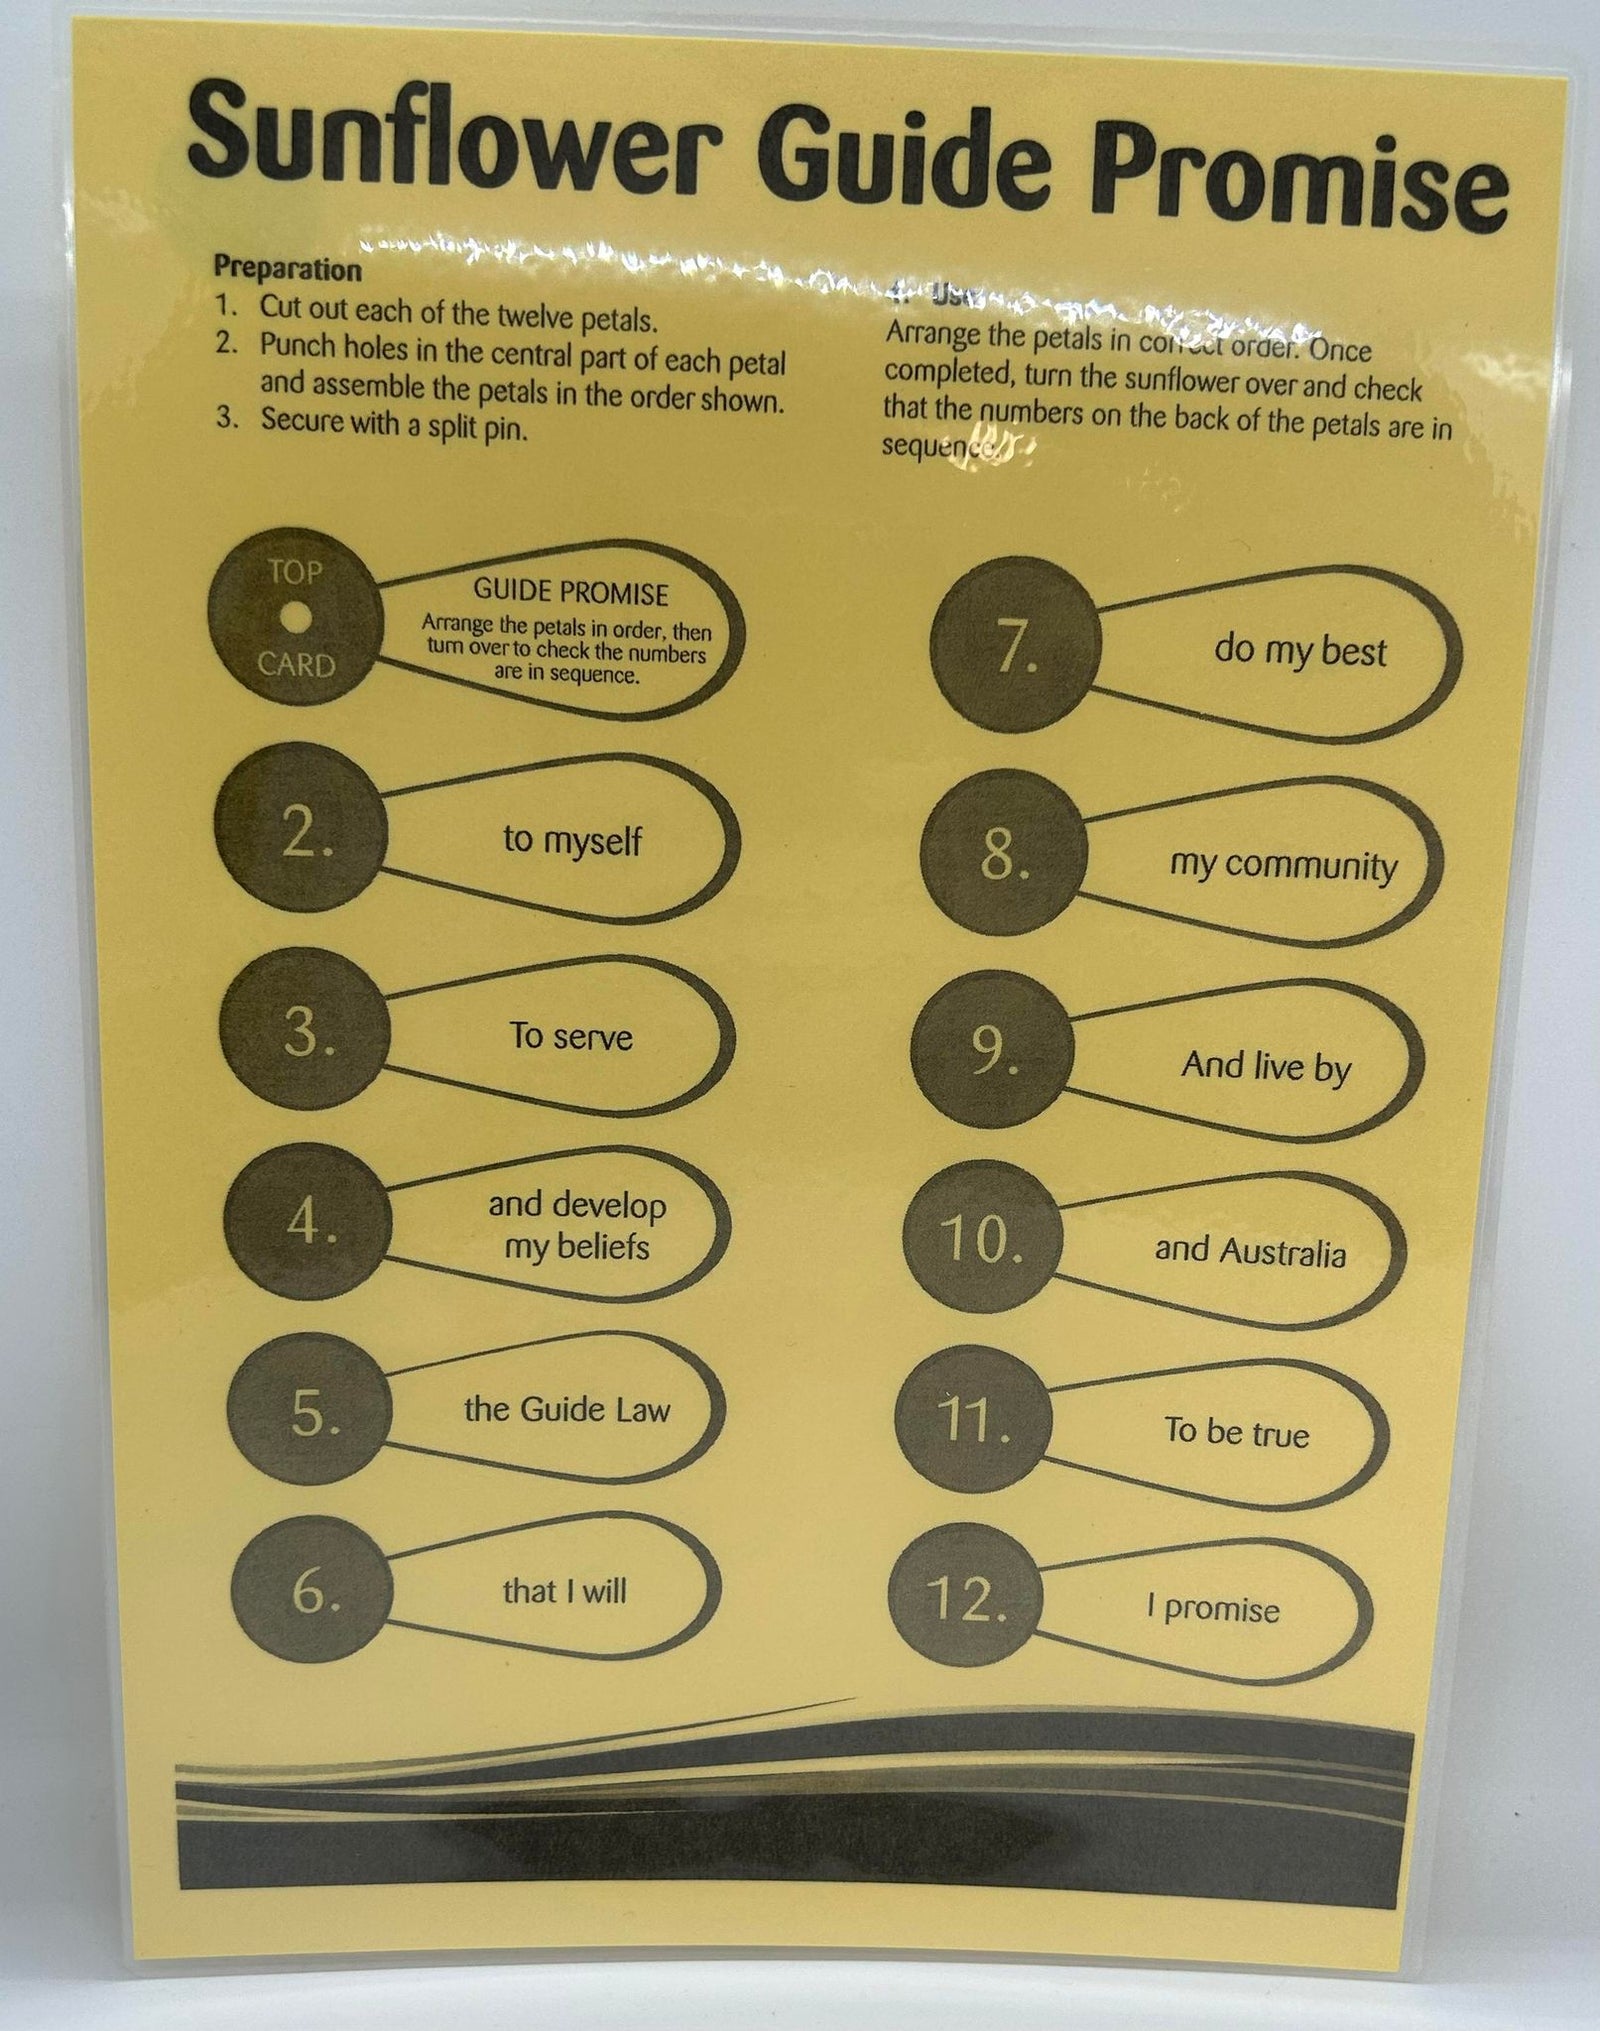 Sunflower Guide Promise
Preparation
1. Cut out each of the twelve petals.
2. Punch holes in the central part of each petal
and assemble the petals in the order shown.
3. Secure with a split pin.
Use
Arrange the petals in correct order. Once
completed, turn the sunflower over and check
that the numbers on the back of the petals are in
sequence.
TOP
CARD
GUIDE PROMISE
Arrange the petals in order, then
turn over to check the numbers
are in sequence.
2. to myself
3. To serve
4. and develop
my beliefs
5. the Guide Law
6. that I will
7. do my best
8. my community
9. And live by
10. and Australia
11. To be true
12. I promise